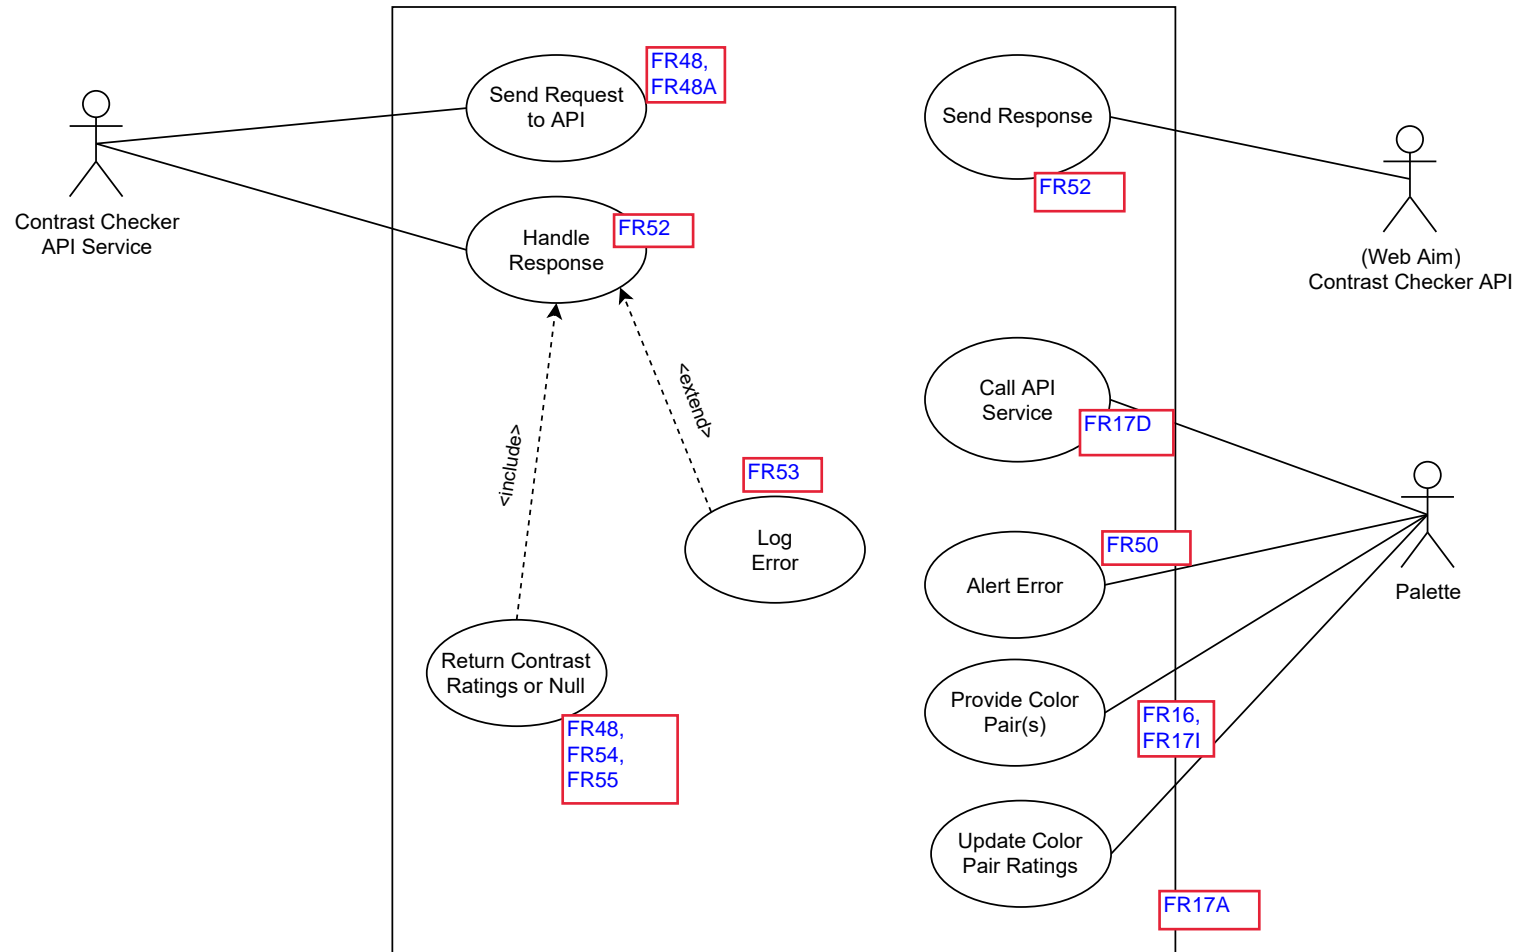 FR48,
FR48A
Send Request
to API
Send Response
FR52
Contrast Checker
API Service
FR52
Handle
Response
(Web Aim)
Contrast Checker API
<include>
<extend>
Call API
Service
FR17D
FR53
Log
Error
FR50
Alert Error
Palette
Return Contrast
Ratings or Null
FR48,
FR54,
FR55
Provide Color
Pair(s)
FR16,
FR17I
Update Color
Pair Ratings
FR17A